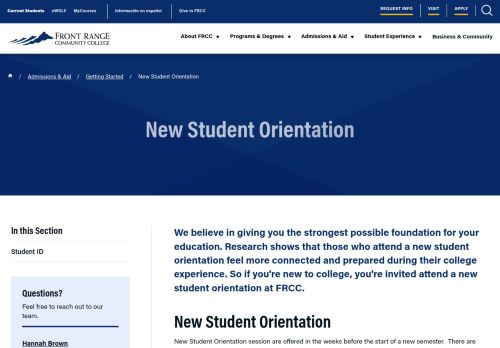 Current Students eWOLF MyCourses Información en español Give to FRCC REQUEST INFO VISIT APPLY
FRONT RANGE
COMMUNITY COLLEGE
About FRCC Programs & Degrees Admissions & Aid Student Experience Business & Community
/ Admissions & Aid / Getting Started / New Student Orientation
New Student Orientation
In this Section
Student ID
Questions?
Feel free to reach out to our
team.
Hannah Brown
We believe in giving you the strongest possible foundation for your
education. Research shows that those who attend a new student
orientation feel more connected and prepared during their college
experience. So if you're new to college, you're invited attend a new
student orientation at FRCC.
New Student Orientation
New Student Orientation session are offered in the weeks before the start of a new semester. There are